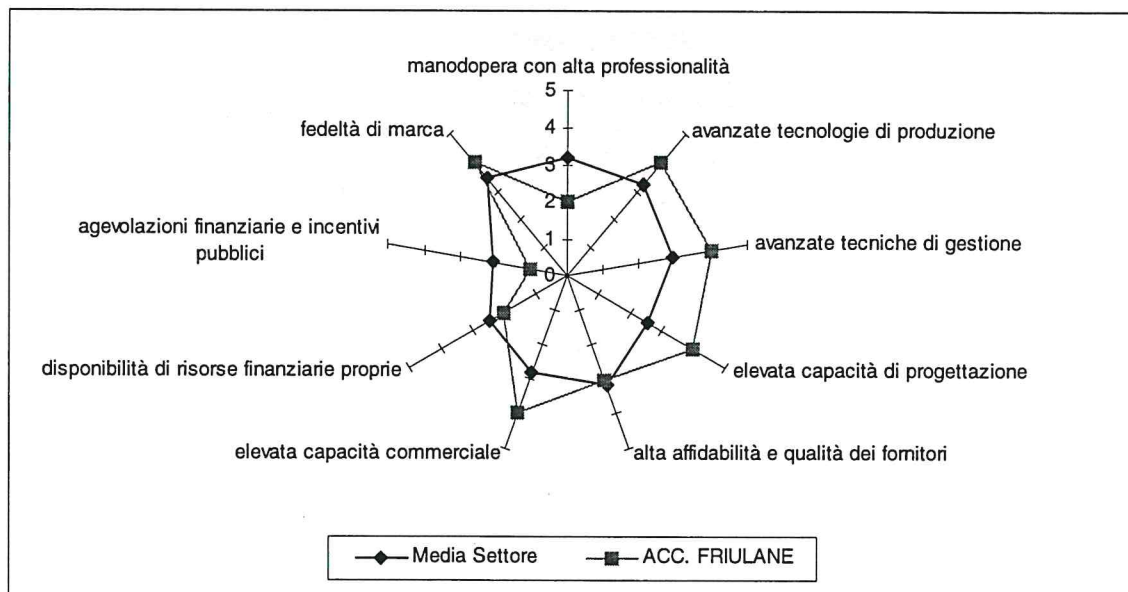 manodopera con alta professionalità
5
fedeltà di marca
4
avanzate tecnologie di produzione
3
2
agevolazioni finanziarie e incentivi
pubblici
1
avanzate tecniche di gestione
0
disponibilità di risorse finanziarie proprie
elevata capacità di progettazione
elevata capacità commerciale
alta affidabilità e qualità dei fornitori
Media Settore
ACC. FRIULANE